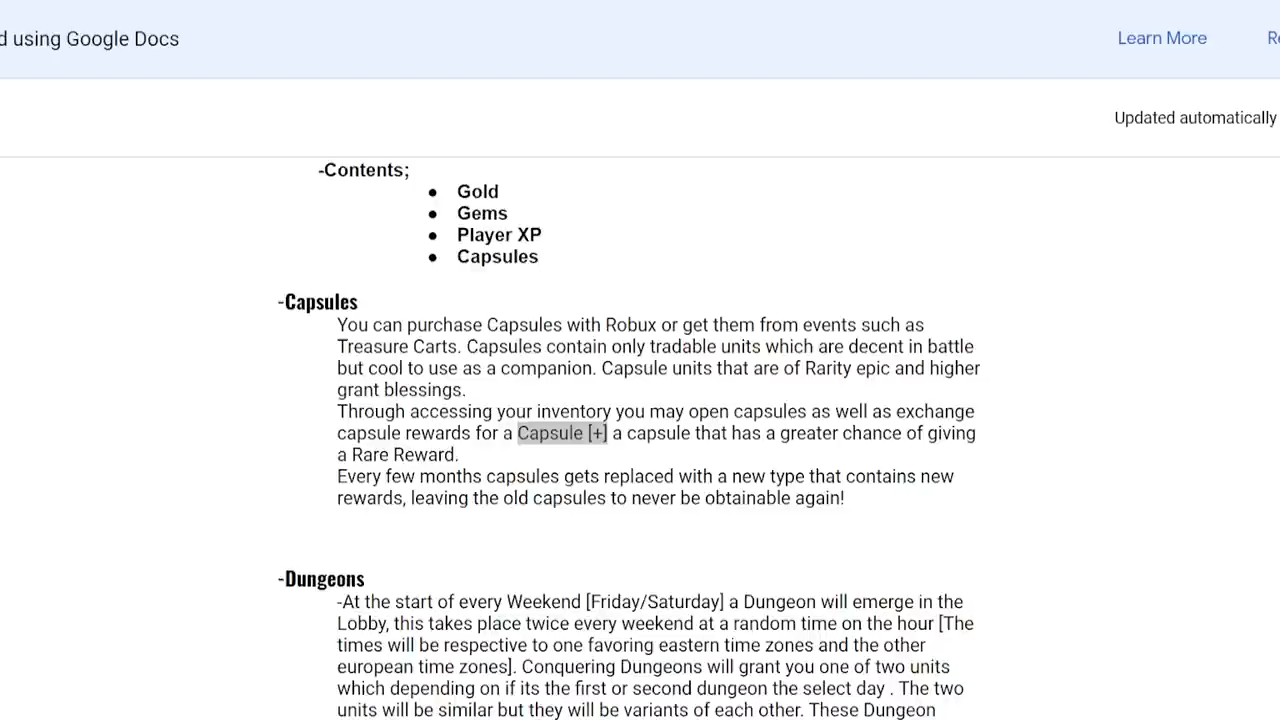 d using Google Docs
Learn More
Re
Updated automatically
-Contents;
● Gold
● Gems
● Player XP
● Capsules
-Capsules
You can purchase Capsules with Robux or get them from events such as
Treasure Carts. Capsules contain only tradable units which are decent in battle
but cool to use as a companion. Capsule units that are of Rarity epic and higher
grant blessings.
Through accessing your inventory you may open capsules as well as exchange
capsule rewards for a Capsule [+] a capsule that has a greater chance of giving
a Rare Reward.
Every few months capsules gets replaced with a new type that contains new
rewards, leaving the old capsules to never be obtainable again!
-Dungeons
-At the start of every Weekend [Friday/Saturday] a Dungeon will emerge in the
Lobby, this takes place twice every weekend at a random time on the hour [The
times will be respective to one favoring eastern time zones and the other
european time zones]. Conquering Dungeons will grant you one of two units
which depending on if its the first or second dungeon the select day . The two
units will be similar but they will be variants of each other. These Dungeon